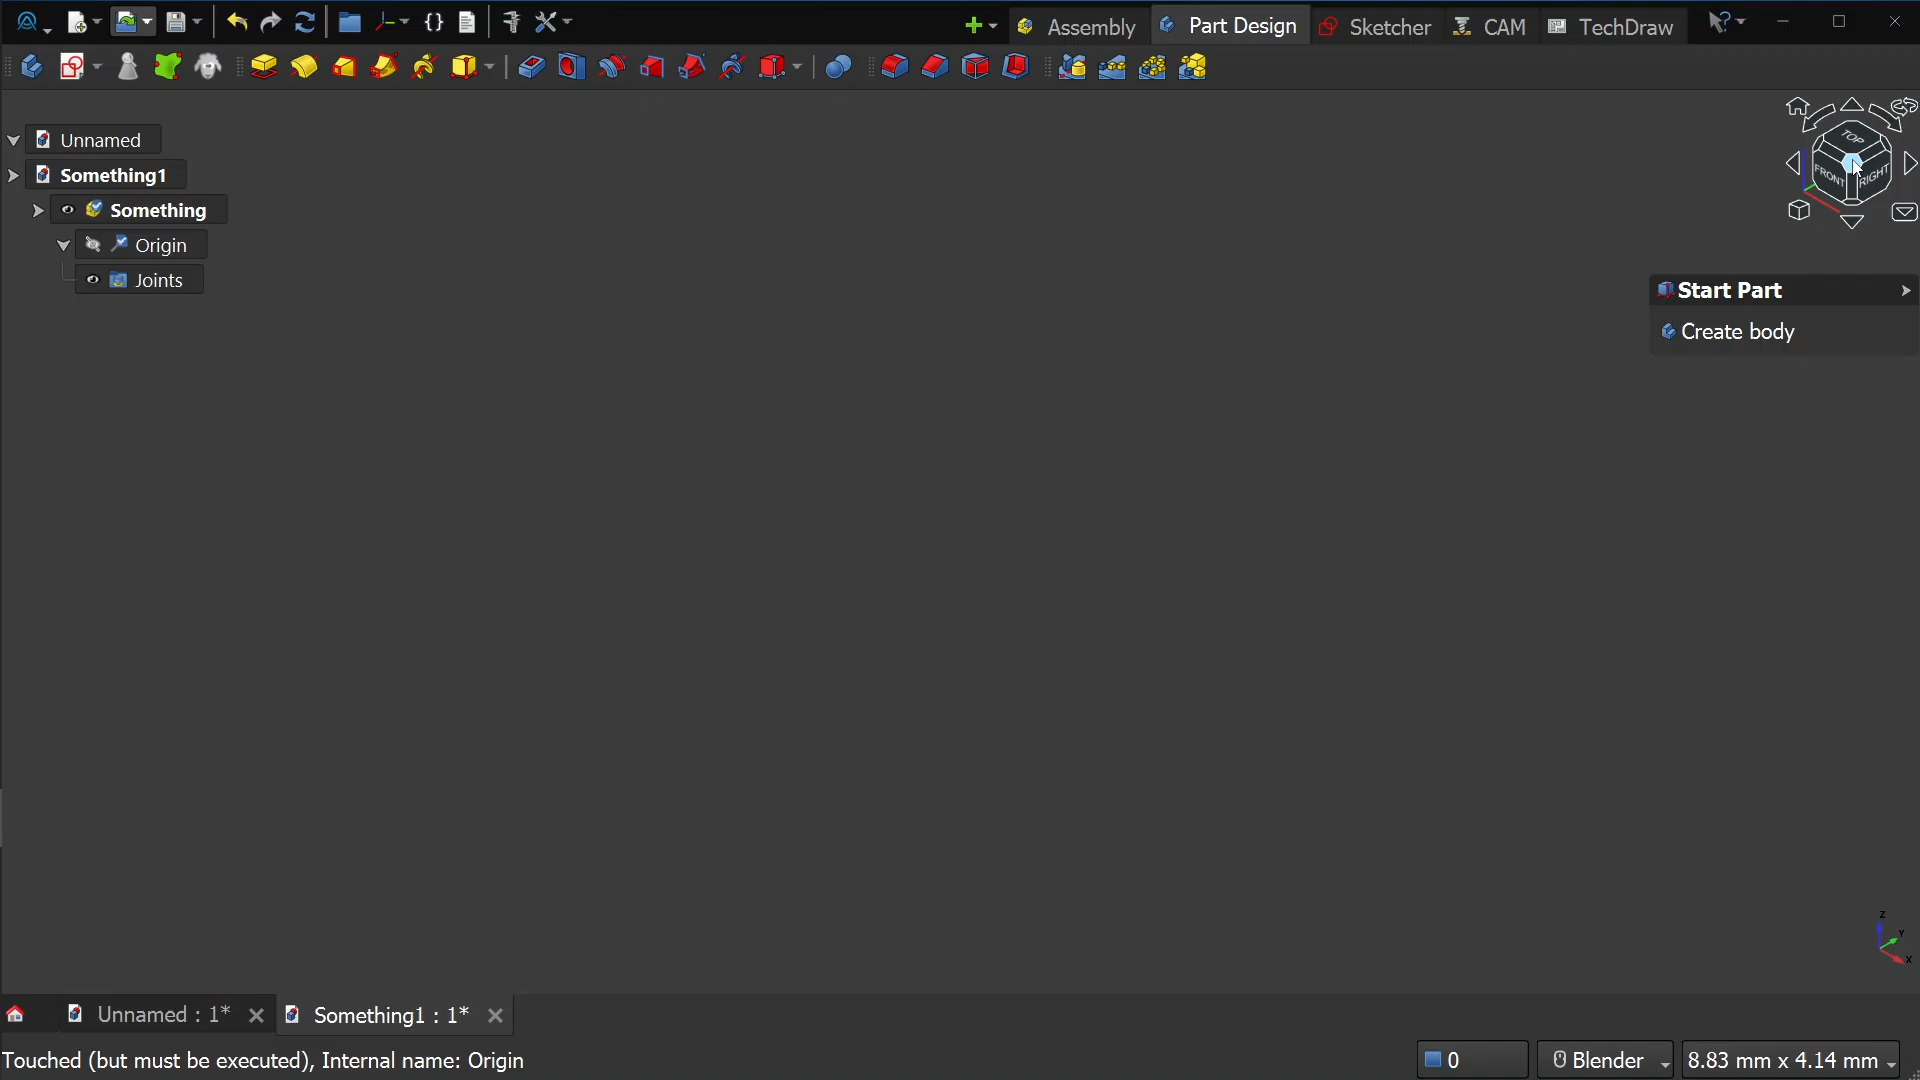 Assembly
Part Design
Sketcher
CAM
TechDraw
Unnamed
Something1
Something
Origin
Joints
TOP
FRONT
RIGHT
Start Part
Create body
Z
Y
X
Unnamed : 1*
Something1 : 1*
Touched (but must be executed), Internal name: Origin
0
Blender
8.83 mm x 4.14 mm